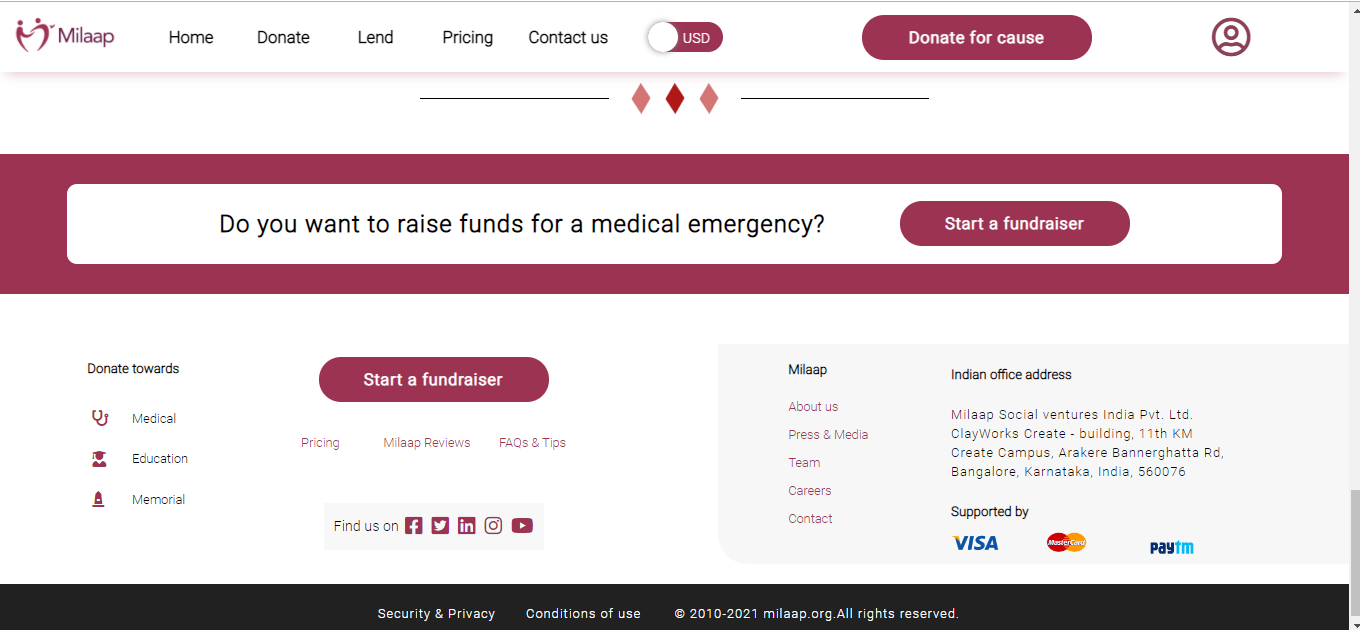 Milaap
Home Donate Lend Pricing Contact us USD Donate for cause
Do you want to raise funds for a medical emergency? Start a fundraiser
Donate towards
Medical
Education
Memorial
Start a fundraiser
Pricing Milaap Reviews FAQs & Tips
Find us on
Milaap
About us
Press & Media
Team
Careers
Contact
Indian office address
Milaap Social ventures India Pvt. Ltd.
ClayWorks Create - building, 11th KM
Create Campus, Arakere Bannerghatta Rd,
Bangalore, Karnataka, India, 560076
Supported by
VISA MasterCard paytm
Security & Privacy Conditions of use © 2010-2021 milaap.org.All rights reserved.